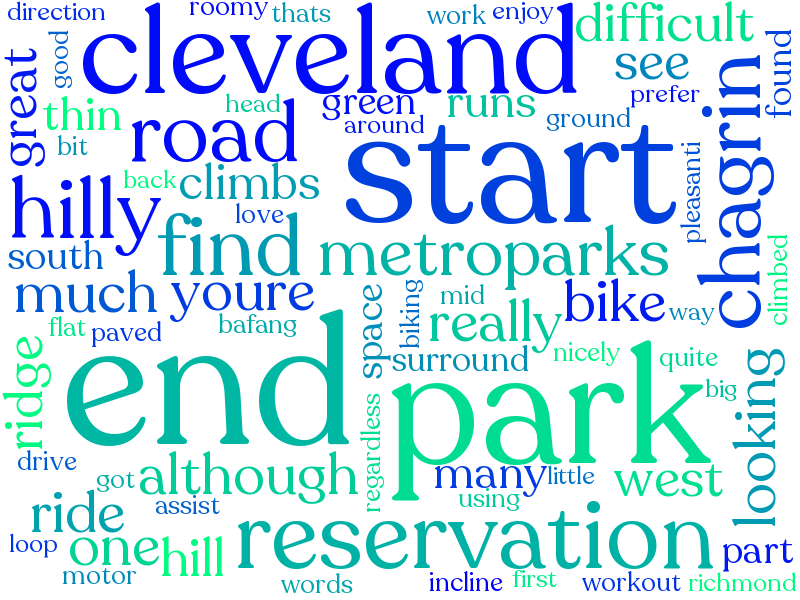 direction
roomy
thats
work
enjoy
difficult
cleveland
good
great
see
found
prefer
thin
head
green
runs
chagrin
bit
road
around
ground
start
back
climbs
pleasanti
hilly
love
find
metroparks
south
climbed
much
youre
mid
biking
space
bike
way
flat
paved
bafang
really
end
surround
nicely
quite
ridge
park
big
looking
regardless
drive
got
although
many
little
west
assist
using
ride
reservation
loop
one
hill
part
motor
words
incline
first
workout
richmond